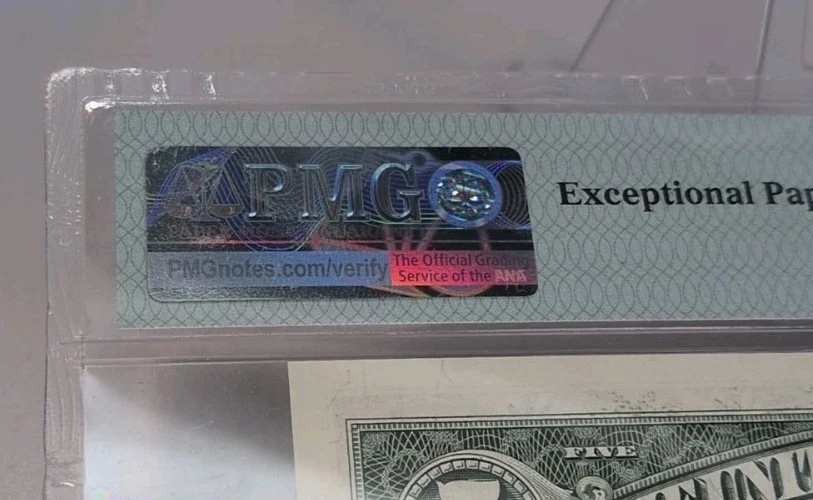 PMG
PMGnotes.com/verify
The Official Grading
Service of the ANA
Exceptional Pap
FIVE